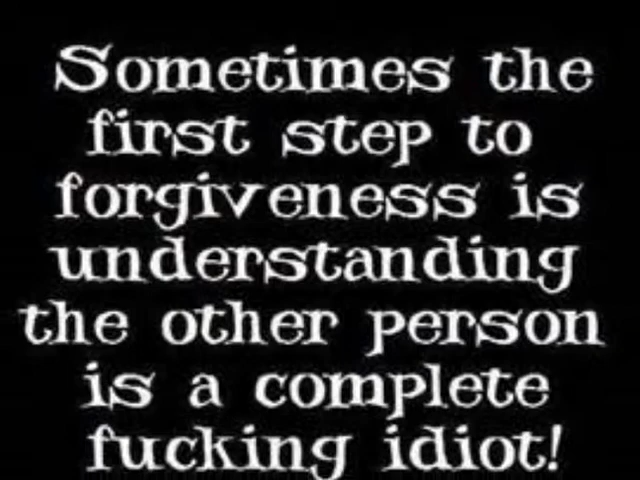 Sometimes the
first step to
forgiveness is
understanding
the other person
is a complete
fucking idiot!